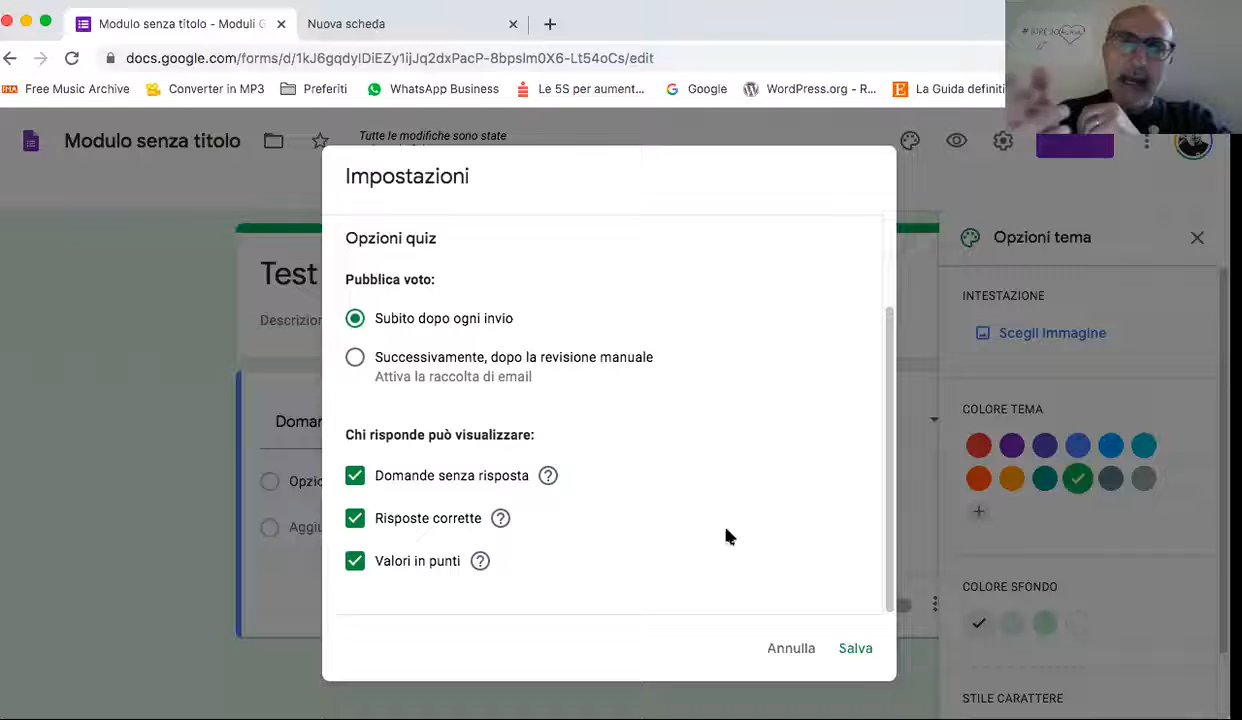 Modulo senza titolo - Moduli G
Nuova scheda
docs.google.com/forms/d/1kJ6gqdylDiEZy1ijJq2dxPacP-8bpslm0X6-Lt54oCs/edit
Free Music Archive
Converter in MP3
Preferiti
WhatsApp Business
Le 5S per aument...
Google
WordPress.org - R...
La Guida definiti
Modulo senza titolo
Tutte le modifiche sono state
Impostazioni
Opzioni quiz
Pubblica voto:
Subito dopo ogni invio
Successivamente, dopo la revisione manuale
Attiva la raccolta di email
Chi risponde può visualizzare:
Domande senza risposta
Risposte corrette
Valori in punti
Annulla
Salva
Test
Descrizion
Doman
Opzio
Aggiu
Opzioni tema
INTESTAZIONE
Scegli Immagine
COLORE TEMA
COLORE SFONDO
STILE CARATTERE